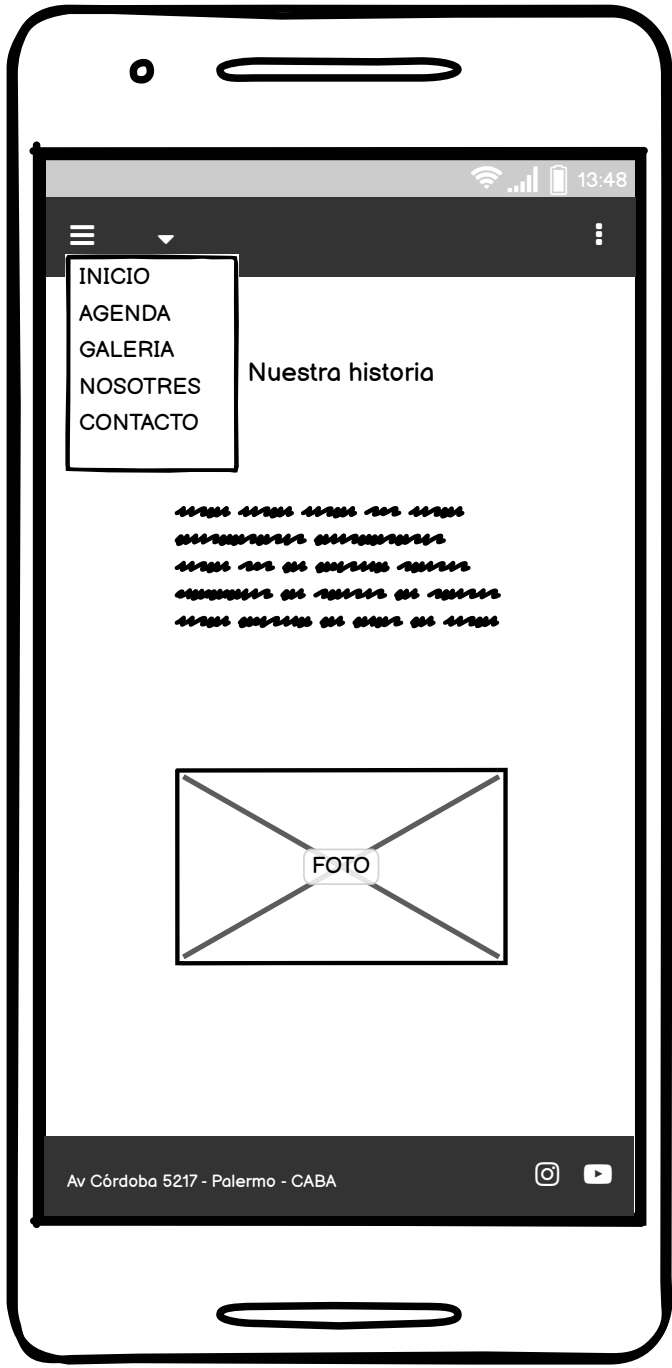 13:48
INICIO
AGENDA
GALERIA
NOSOTRES
CONTACTO
Nuestra historia
FOTO
Av Córdoba 5217 - Palermo - CABA